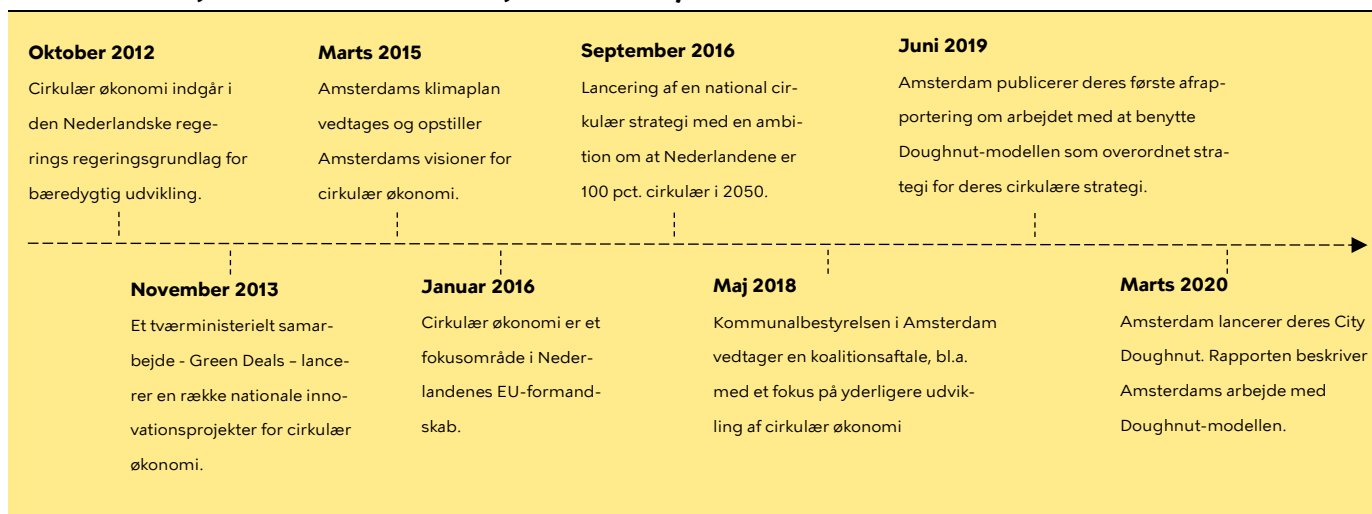 Oktober 2012
Cirkulær økonomi indgår i
den Nederlandske rege-
rings regeringsgrundlag for
bæredygtig udvikling.
Marts 2015
Amsterdams klimaplan
vedtages og opstiller
Amsterdams visioner for
cirkulær økonomi.
September 2016
Lancering af en national cir-
kulær strategi med en ambi-
tion om at Nederlandene er
100 pct. cirkulær i 2050.
Juni 2019
Amsterdam publicerer deres første afrap-
portering om arbejdet med at benytte
Doughnut-modellen som overordnet stra-
tegi for deres cirkulære strategi.
November 2013
Et tværministerielt samar-
bejde - Green Deals – lance-
rer en række nationale inno-
vationsprojekter for cirkulær
økonomi.
Januar 2016
Cirkulær økonomi er et
fokusområde i Neder-
landenes EU-formand-
skab.
Maj 2018
Kommunalbestyrelsen i Amsterdam
vedtager en koalitionsaftale, bl.a.
med et fokus på yderligere udvik-
ling af cirkulær økonomi
Marts 2020
Amsterdam lancerer deres City
Doughnut. Rapporten beskriver
Amsterdams arbejde med
Doughnut-modellen.